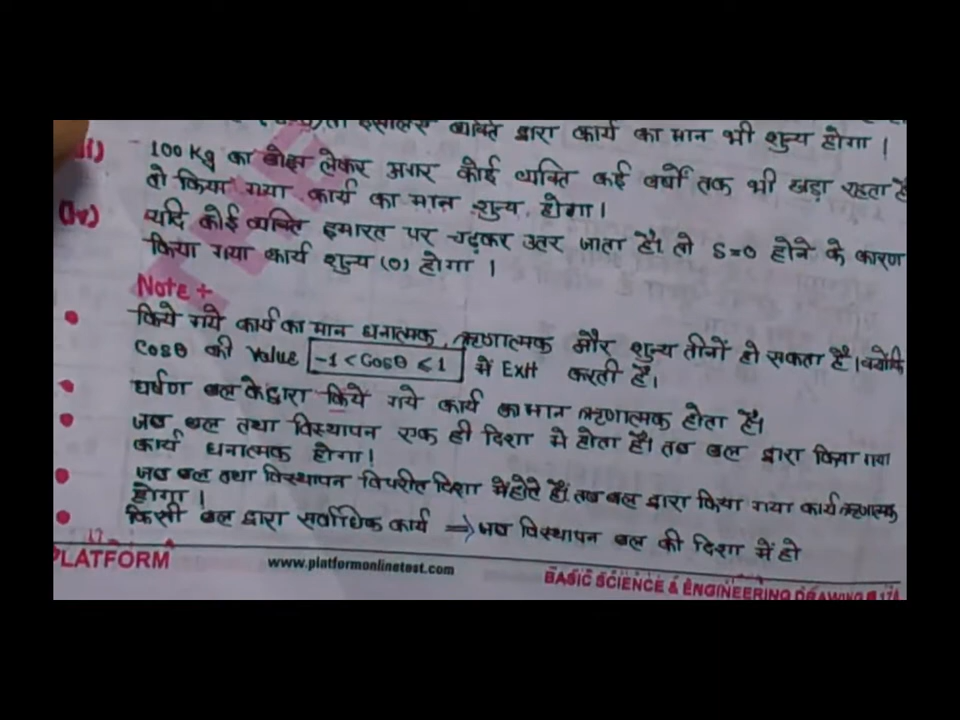 व्यक्ति द्वारा कार्य का मान भी शुन्य होगा ।
100 Kg का बोझ लेकर अगर कोई व्यक्ति कई वर्षों तक भी खड़ा रहता है
तो किया गया कार्य का मान शुन्य होगा।
(iv) यदि कोई व्यक्ति इमारत पर चढ़कर उतर जाता है। तो S=0 होने के कारण
किया गया कार्य शुन्य (0) होगा ।
Note ÷
• किये गये कार्य का मान धनात्मक, ऋणात्मक और शुन्य तीनों हो सकता है। क्योंकि
Cosθ की Value -1 < Cosθ ≤ 1 में Exit करती है।
• घर्षण बल के द्वारा किये गये कार्य का मान ऋणात्मक होता है।
• जब बल तथा विस्थापन एक ही दिशा मे होता है। तब बल द्वारा किया गया
कार्य धनात्मक होगा।
• जब बल तथा विस्थापन विपरीत दिशा में होते है। तब बल द्वारा किया गया कार्य ऋणात्मक
होगा ।
• किसी बल द्वारा सर्वाधिक कार्य ⇒ जब विस्थापन बल की दिशा में हो
PLATFORM www.platformonlinetest.com BASIC SCIENCE & ENGINEERING DRAWING